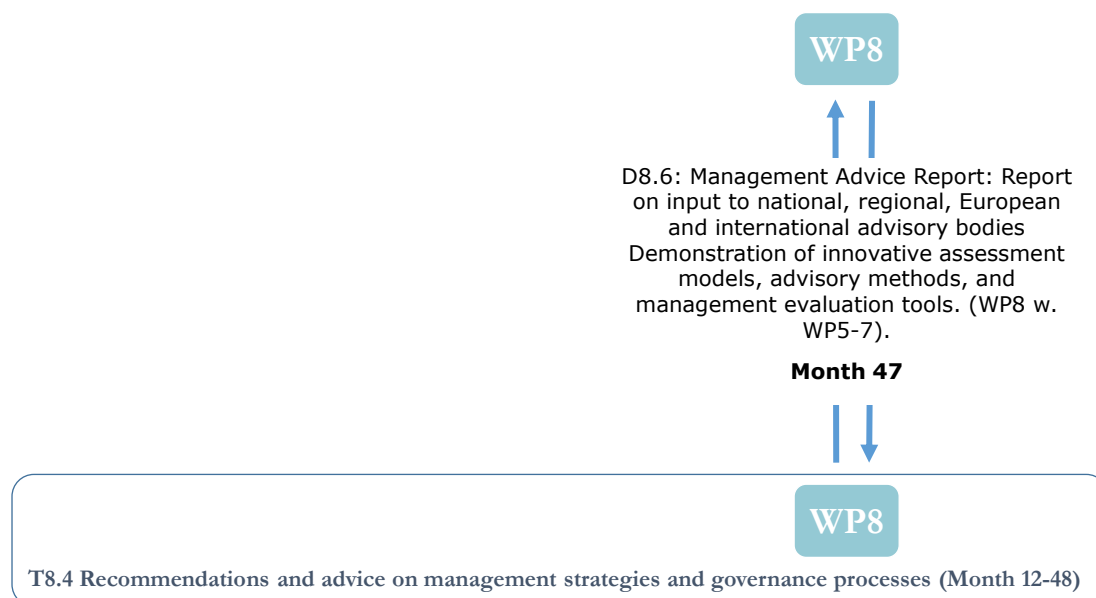 WP8
D8.6: Management Advice Report: Report
on input to national, regional, European
and international advisory bodies
Demonstration of innovative assessment
models, advisory methods, and
management evaluation tools. (WP8 w.
WP5-7).
Month 47
WP8
T8.4 Recommendations and advice on management strategies and governance processes (Month 12-48)